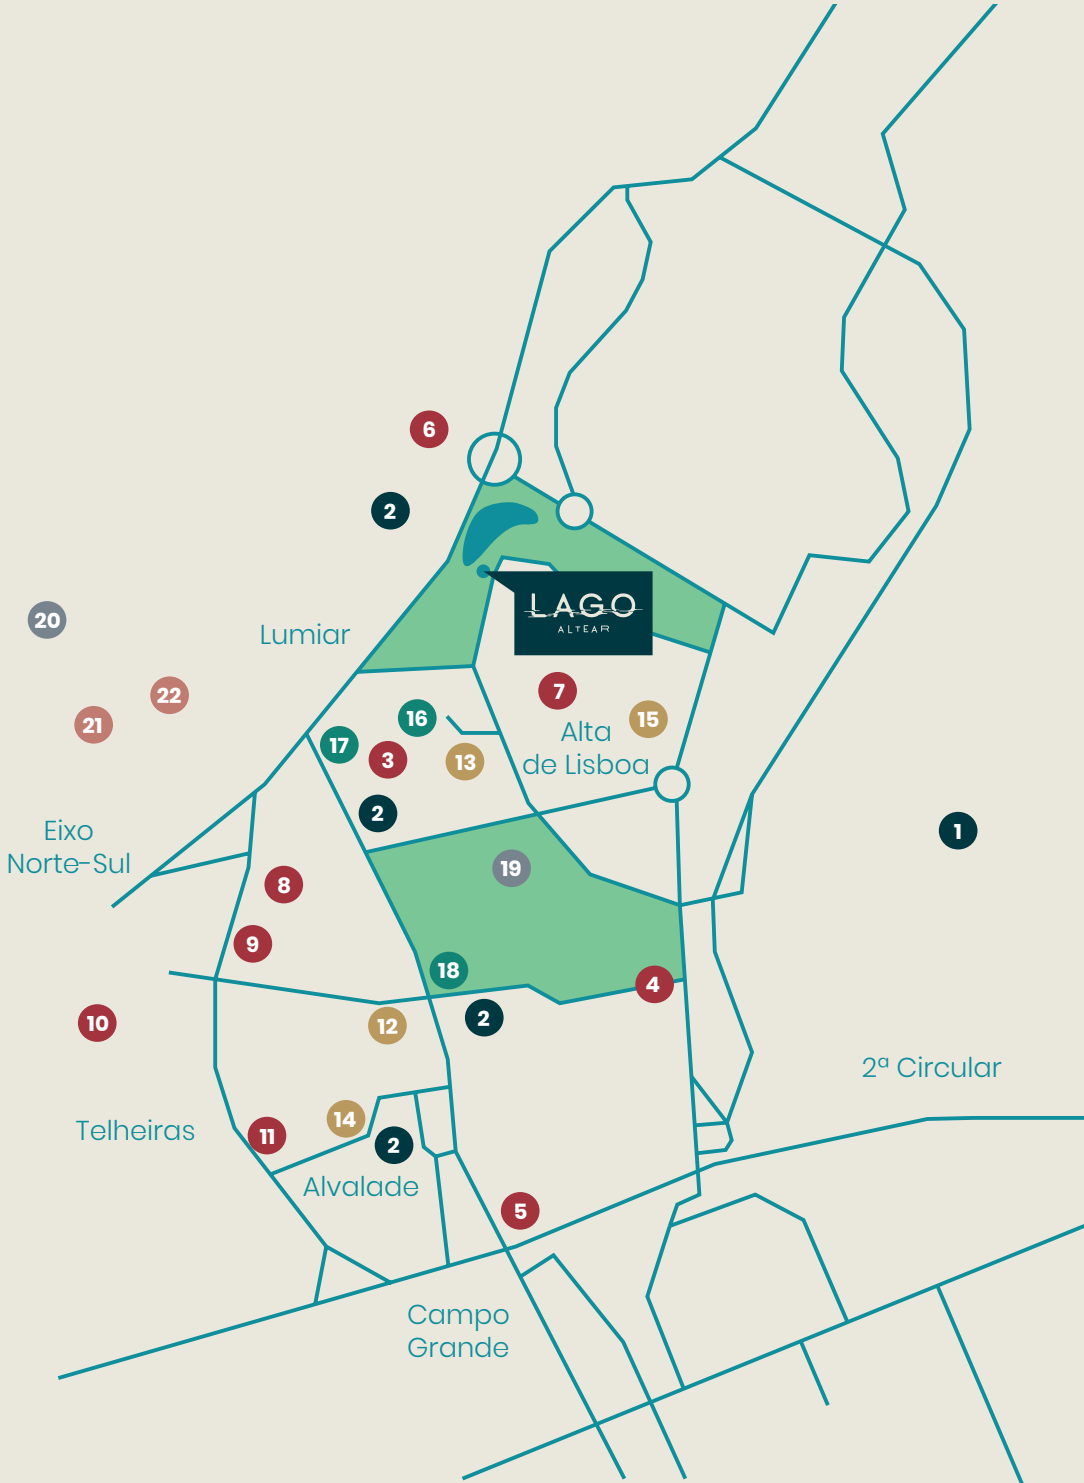 6
2
LAGO
ALTEAR
20
Lumiar
22
21
7
16
15
17
Alta
de Lisboa
3
13
2
Eixo
Norte-Sul
1
19
8
9
18
4
10
2
12
2ª Circular
14
Telheiras
11
2
Alvalade
5
Campo
Grande